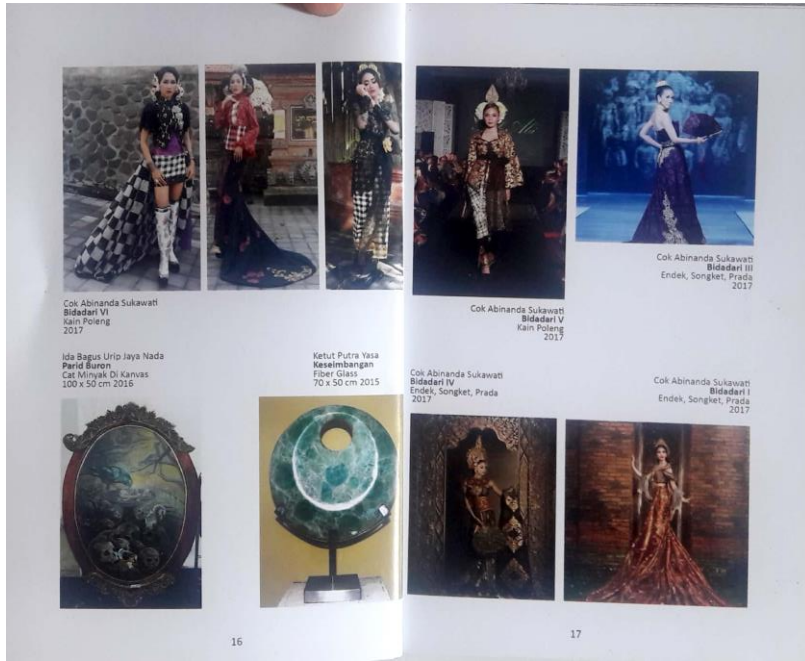 Cok Abinanda Sukawati
Bidadari VI
Kain Poleng
2017
Ida Bagus Urip Jaya Nada
Parid Buron
Cat Minyak Di Kanvas
100 x 50 cm 2016
Ketut Putra Yasa
Keseimbangan
Fiber Glass
70 x 50 cm 2015
16
Cok Abinanda Sukawati
Bidadari V
Kain Poleng
2017
Cok Abinanda Sukawati
Bidadari III
Endek, Songket, Prada
2017
Cok Abinanda Sukawati
Bidadari IV
Endek, Songket, Prada
2017
Cok Abinanda Sukawati
Bidadari I
Endek, Songket, Prada
2017
17